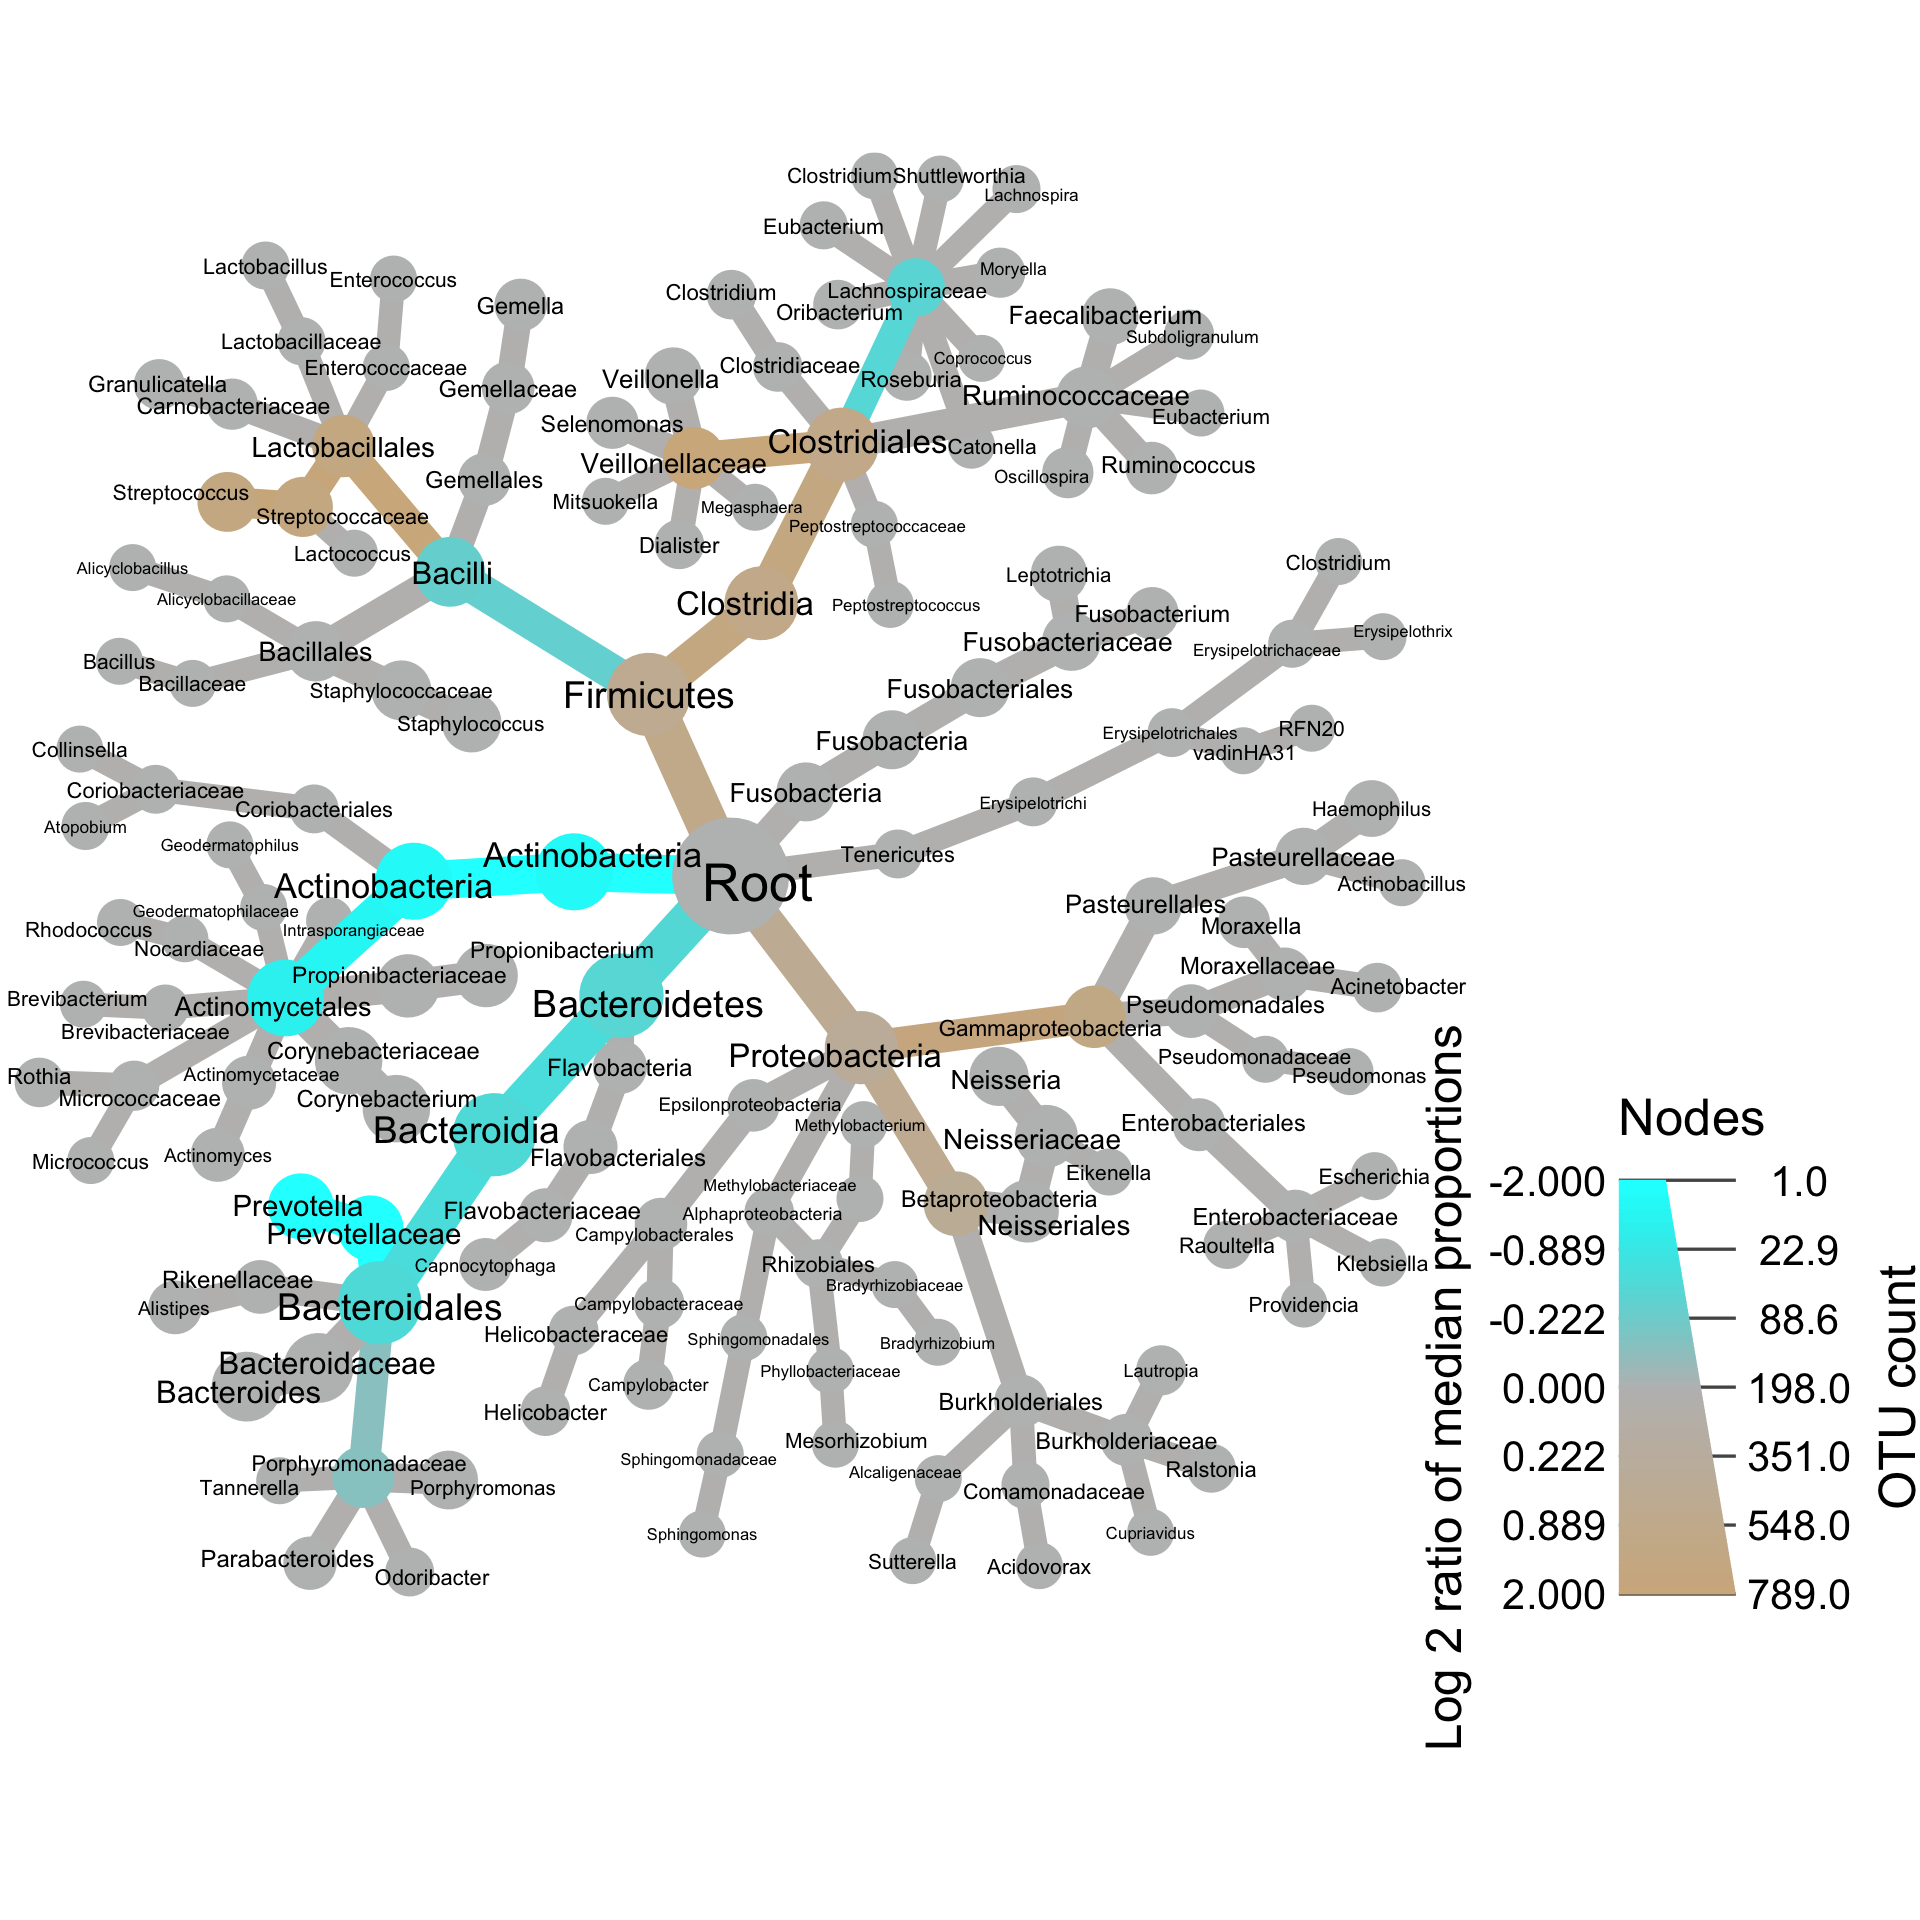 Clostridium
Shuttleworthia
Lachnospira
Eubacterium
Moryella
Lachnospiraceae
Oribacterium
Clostridium
Lactobacillus
Enterococcus
Gemella
Faecalibacterium
Subdoligranulum
Lactobacillaceae
Enterococcaceae
Coprococcus
Clostridiaceae
Roseburia
Veillonella
Granulicatella
Carnobacteriaceae
Gemellaceae
Ruminococcaceae
Eubacterium
Selenomonas
Clostridiales
Catonella
Lactobacillales
Veillonellaceae
Ruminococcus
Oscillospira
Gemellales
Streptococcus
Mitsuokella
Megasphaera
Streptococcaceae
Peptostreptococcaceae
Dialister
Lactococcus
Alicyclobacillus
Bacilli
Leptotrichia
Clostridium
Alicyclobacillaceae
Clostridia
Peptostreptococcus
Fusobacterium
Erysipelothrix
Fusobacteriaceae
Erysipelotrichaceae
Bacillales
Bacillus
Bacillaceae
Staphylococcaceae
Firmicutes
Fusobacteriales
Staphylococcus
Erysipelotrichales
RFN20
vadinHA31
Fusobacteria
Collinsella
Coriobacteriaceae
Fusobacteria
Erysipelotrichi
Coriobacteriales
Haemophilus
Atopobium
Geodermatophilus
Actinobacteria
Tenericutes
Pasteurellaceae
Actinobacteria
Root
Actinobacillus
Pasteurellales
Geodermatophilaceae
Intrasporangiaceae
Rhodococcus
Moraxella
Nocardiaceae
Propionibacterium
Propionibacteriaceae
Moraxellaceae
Acinetobacter
Brevibacterium
Actinomycetales
Bacteroidetes
Pseudomonadales
Brevibacteriaceae
Gammaproteobacteria
Corynebacteriaceae
Proteobacteria
Pseudomonadaceae
Pseudomonas
Rothia
Actinomycetaceae
Flavobacteria
Neisseria
Micrococcaceae
Corynebacterium
Epsilonproteobacteria
Methylobacterium
Enterobacteriales
Bacteroidia
Neisseriaceae
Micrococcus
Actinomyces
Flavobacteriales
Eikenella
Escherichia
Methylobacteriaceae
Prevotella
Flavobacteriaceae
Alphaproteobacteria
Betaproteobacteria
Enterobacteriaceae
Prevotellaceae
Campylobacterales
Neisseriales
Raoultella
Capnocytophaga
Rhizobiales
Klebsiella
Rikenellaceae
Bradyrhizobiaceae
Alistipes
Bacteroidales
Campylobacteraceae
Providencia
Helicobacteraceae
Sphingomonadales
Bradyrhizobium
Bacteroidaceae
Phyllobacteriaceae
Lautropia
Bacteroides
Campylobacter
Burkholderiales
Helicobacter
Mesorhizobium
Burkholderiaceae
Porphyromonadaceae
Sphingomonadaceae
Alcaligenaceae
Ralstonia
Tannerella
Porphyromonas
Comamonadaceae
Sphingomonas
Cupriavidus
Parabacteroides
Odoribacter
Sutterella
Acidovorax
Nodes
-2.000 1.0
-0.889 22.9
-0.222 88.6
0.000 198.0
0.222 351.0
0.889 548.0
2.000 789.0
Log 2 ratio of median proportions
OTU count